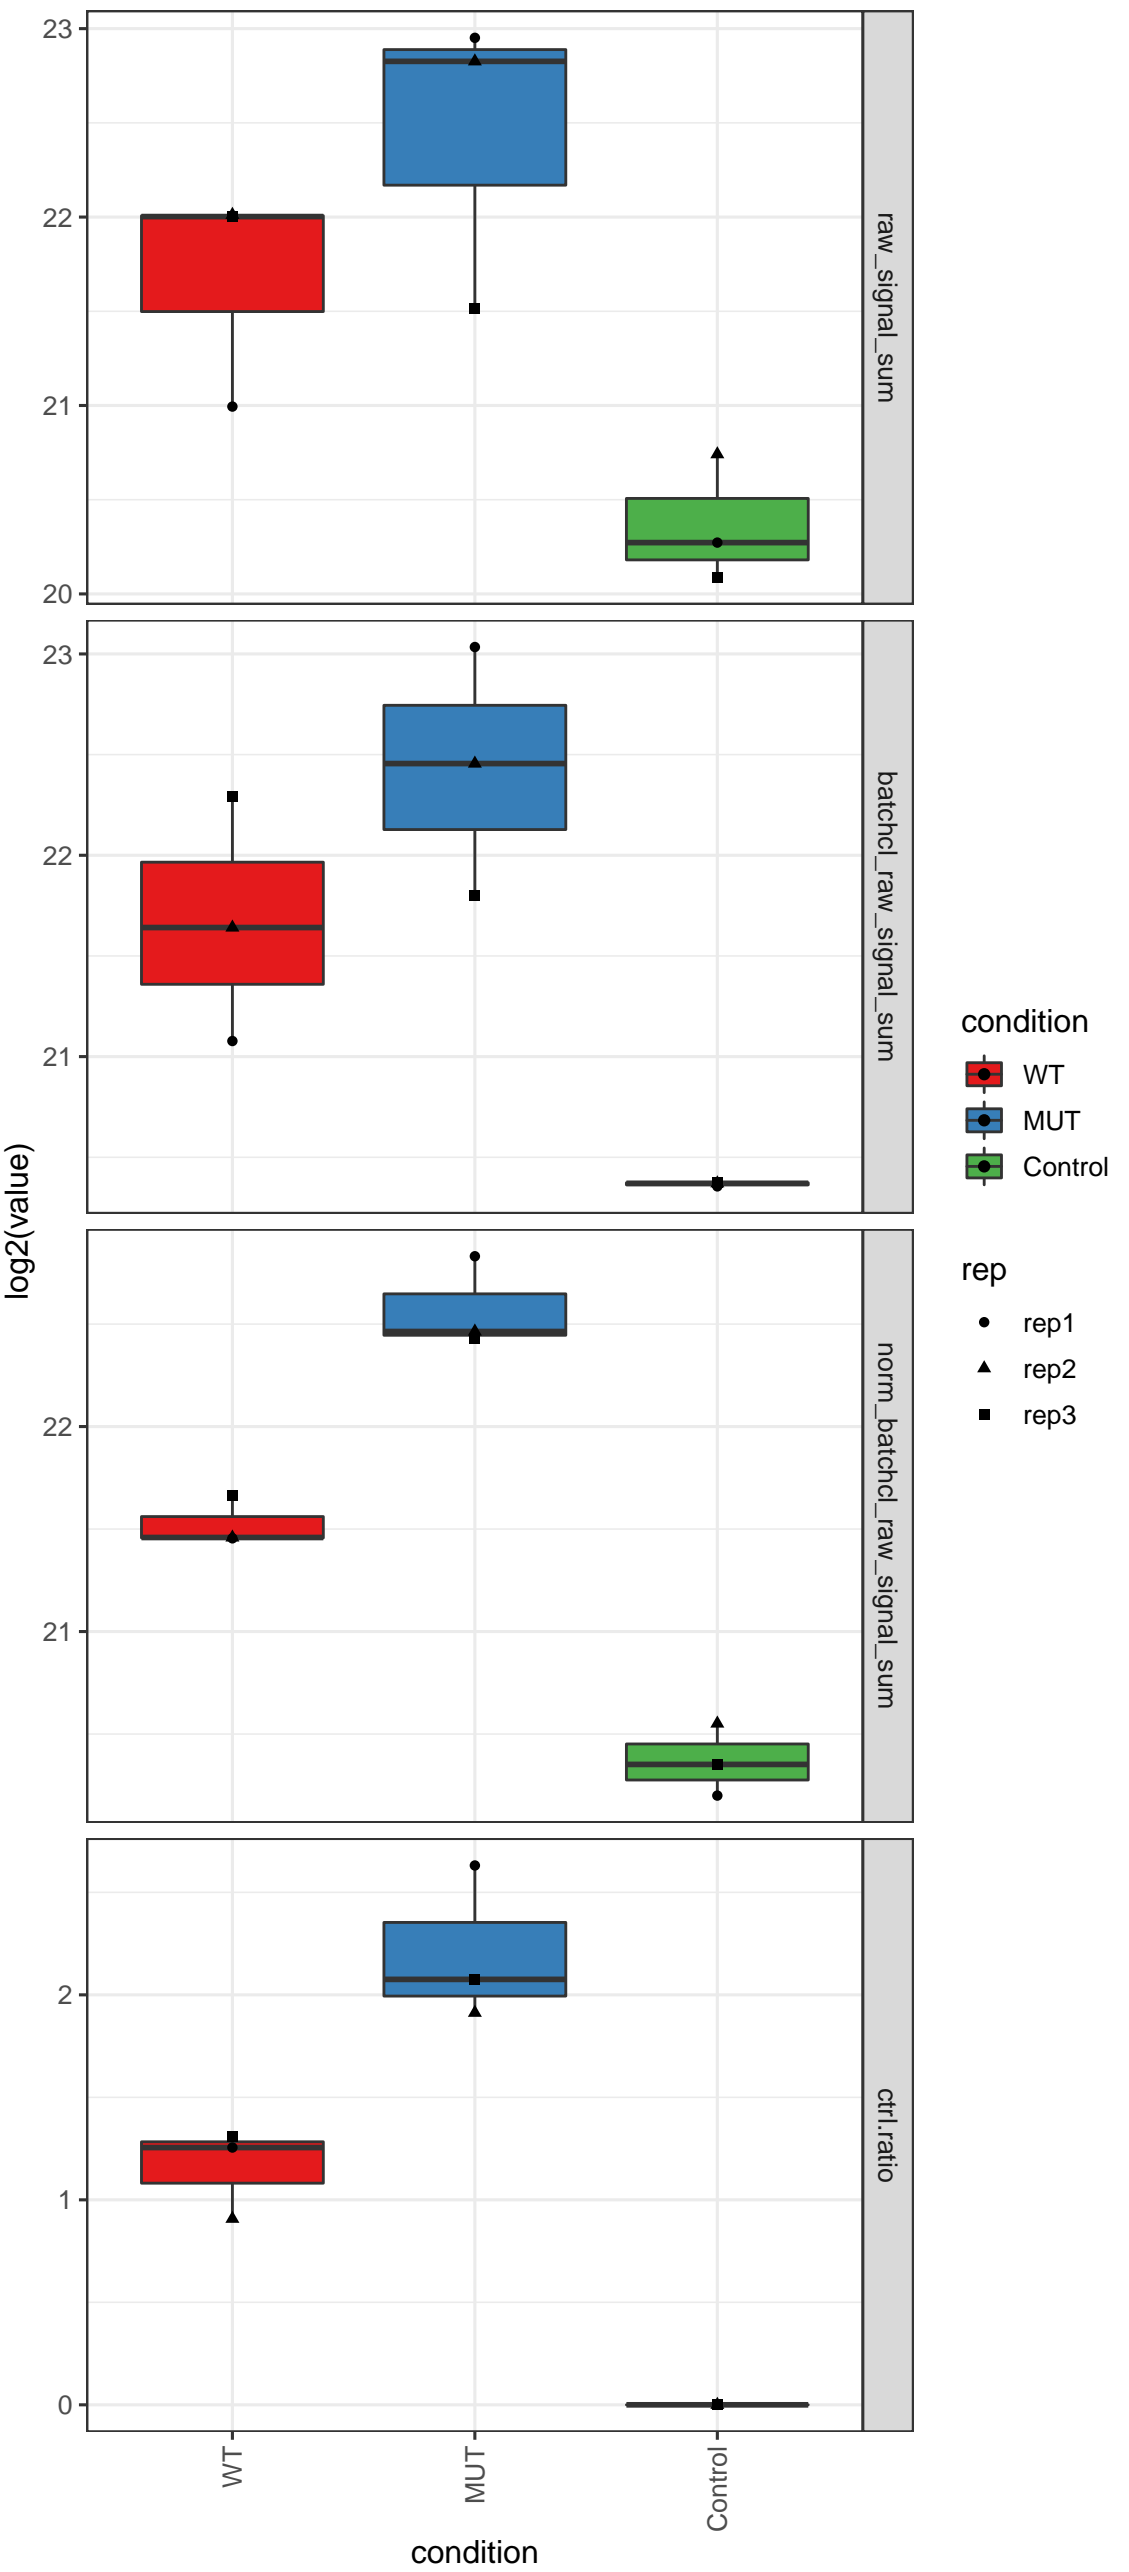 23
22
21
20
raw_signal_sum
23
22
21
batchcl_raw_signal_sum
22
21
norm_batchcl_raw_signal_sum
2
1
0
ctrl.ratio
log2(value)
WT
MUT
Control
condition
condition
WT
MUT
Control
rep
rep1
rep2
rep3